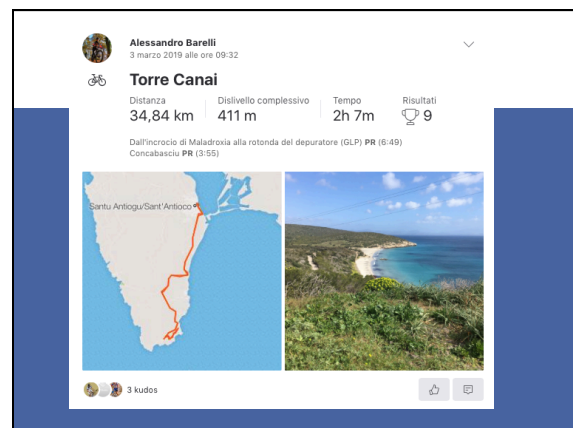 Alessandro Barelli
3 marzo 2019 alle ore 09:32
Torre Canai
Distanza Dislivello complessivo Tempo Risultati
34,84 km 411 m 2h 7m 9
Dall'incrocio di Maladroxia alla rotonda del depuratore (GLP) PR (6:49)
Concabasciu PR (3:55)
Santu Antiogu/Sant'Antioco
3 kudos